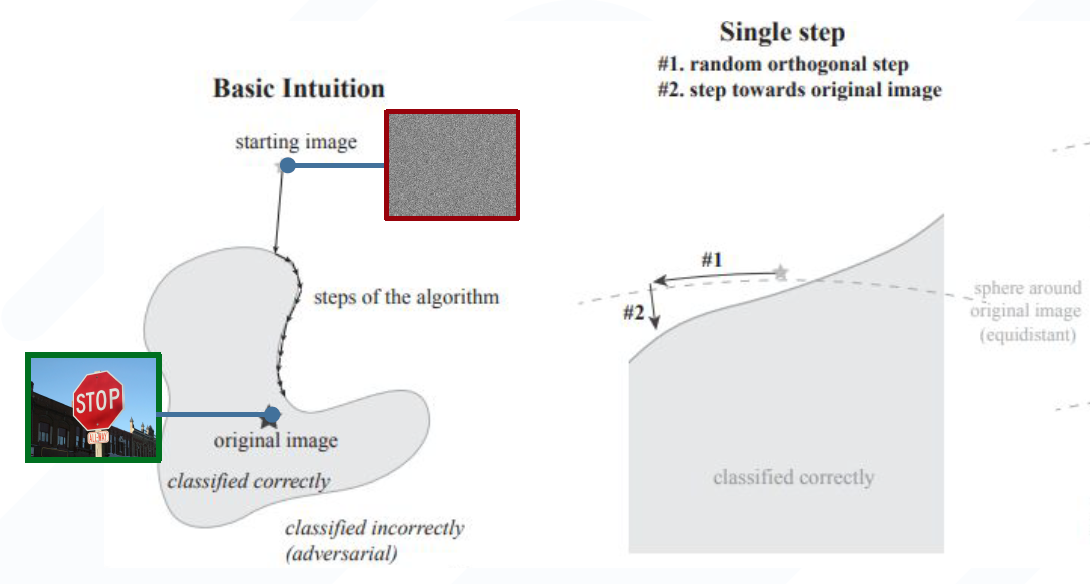 Basic Intuition
starting image
steps of the algorithm
STOP
ALL-WAY
original image
classified correctly
classified incorrectly
(adversarial)
Single step
#1. random orthogonal step
#2. step towards original image
#1
#2
sphere around
original image
(equidistant)
classified correctly